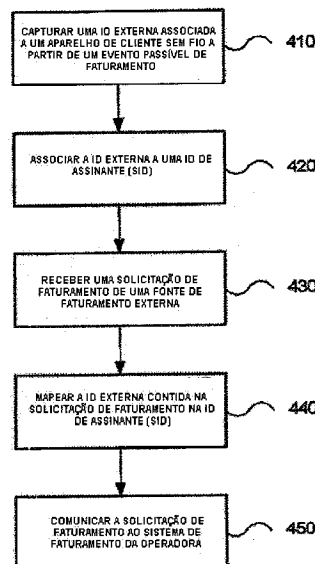 CAPTURAR UMA ID EXTERNA ASSOCIADA
A UM APARELHO DE CLIENTE SEM FIO A
PARTIR DE UM EVENTO PASSÍVEL DE
FATURAMENTO
410
ASSOCIAR A ID EXTERNA A UMA ID DE
ASSINANTE (SID)
420
RECEBER UMA SOLICITAÇÃO DE
FATURAMENTO DE UMA FONTE DE
FATURAMENTO EXTERNA
430
MAPEAR A ID EXTERNA CONTIDA NA
SOLICITAÇÃO DE FATURAMENTO NA ID
DE ASSINANTE (SID)
440
COMUNICAR A SOLICITAÇÃO DE
FATURAMENTO AO SISTEMA DE
FATURAMENTO DA OPERADORA
450